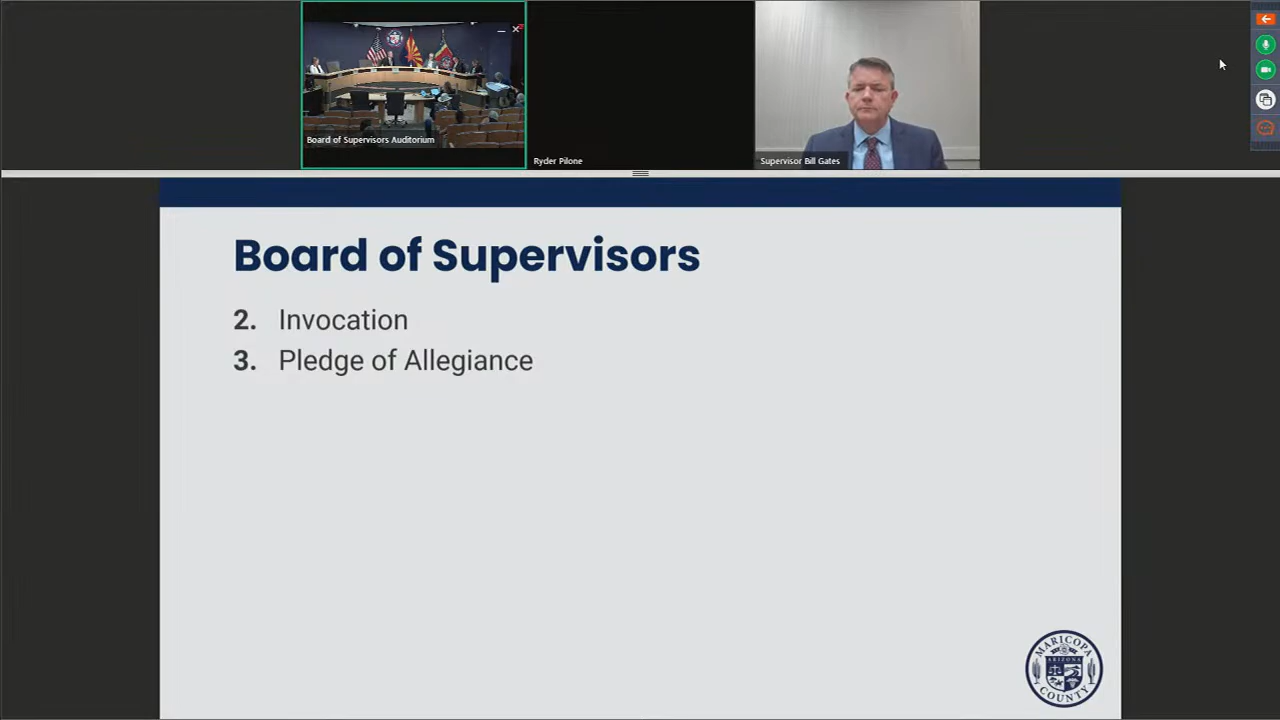 Board of Supervisors Auditorium
Ryder Pilone
Supervisor Bill Gates
Board of Supervisors
2. Invocation
3. Pledge of Allegiance
MARICOPA
ARIZONA
COUNTY